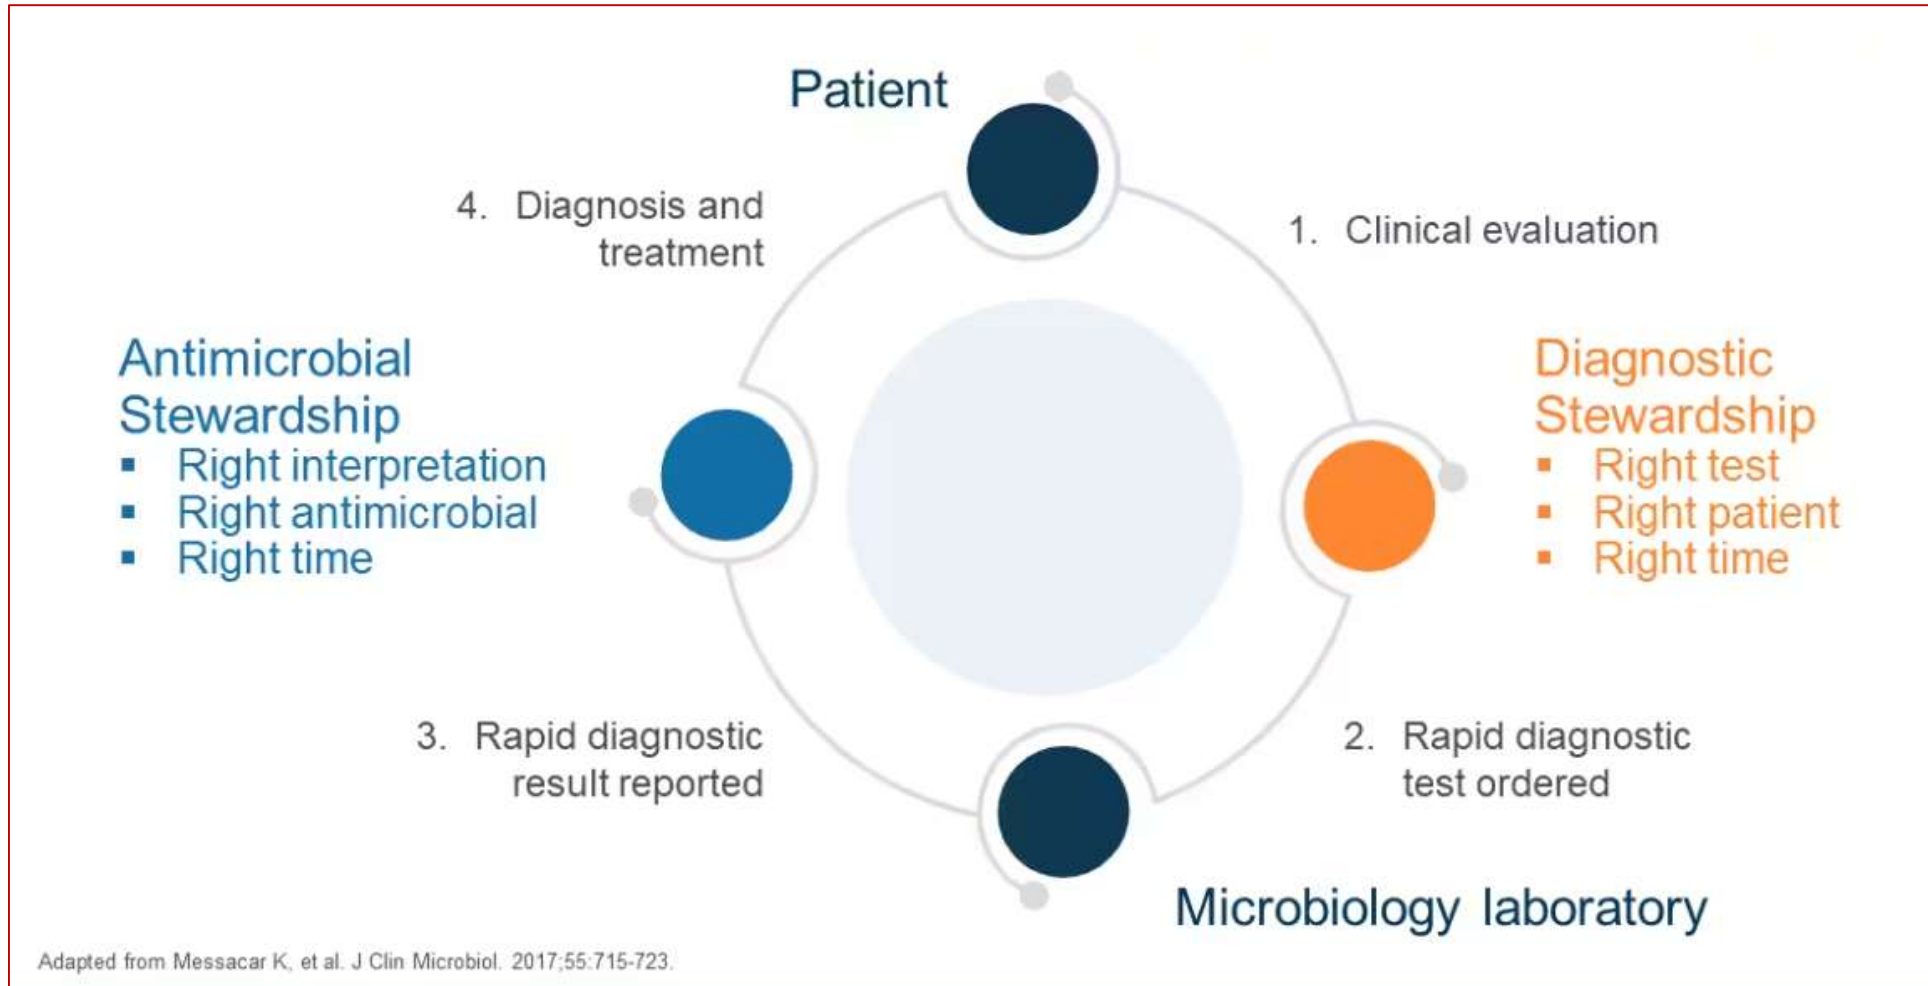 Patient
4. Diagnosis and
treatment
1. Clinical evaluation
Antimicrobial
Stewardship
▪ Right interpretation
▪ Right antimicrobial
▪ Right time
Diagnostic
Stewardship
▪ Right test
▪ Right patient
▪ Right time
3. Rapid diagnostic
result reported
2. Rapid diagnostic
test ordered
Microbiology laboratory
Adapted from Messacar K, et al. J Clin Microbiol. 2017;55:715-723.